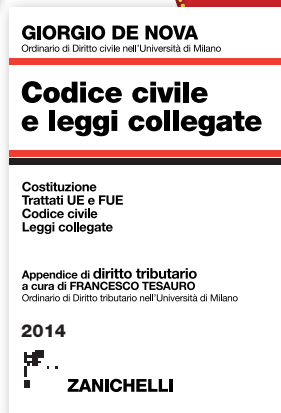 GIORGIO DE NOVA
Ordinario di Diritto civile nell'Università di Milano
Codice civile
e leggi collegate
Costituzione
Trattati UE e FUE
Codice civile
Leggi collegate
Appendice di diritto tributario
a cura di FRANCESCO TESAURO
Ordinario di Diritto tributario nell'Università di Milano
2014
ZANICHELLI